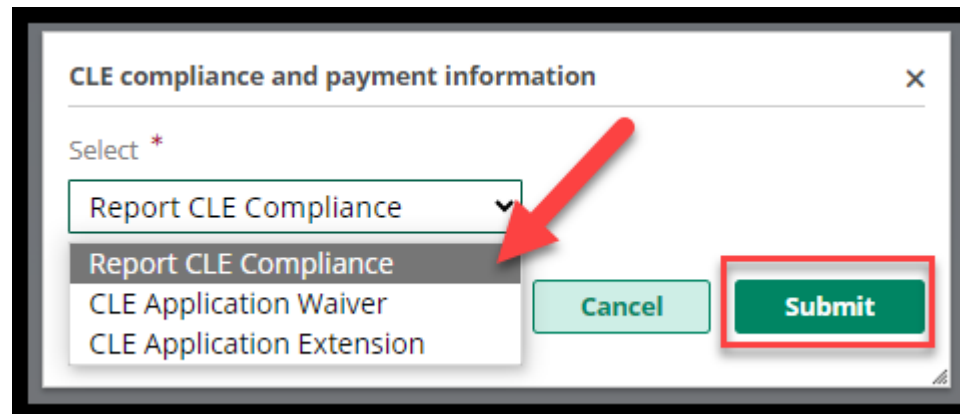 CLE compliance and payment information ×
Select *
Report CLE Compliance
Report CLE Compliance
CLE Application Waiver
CLE Application Extension
Cancel
Submit